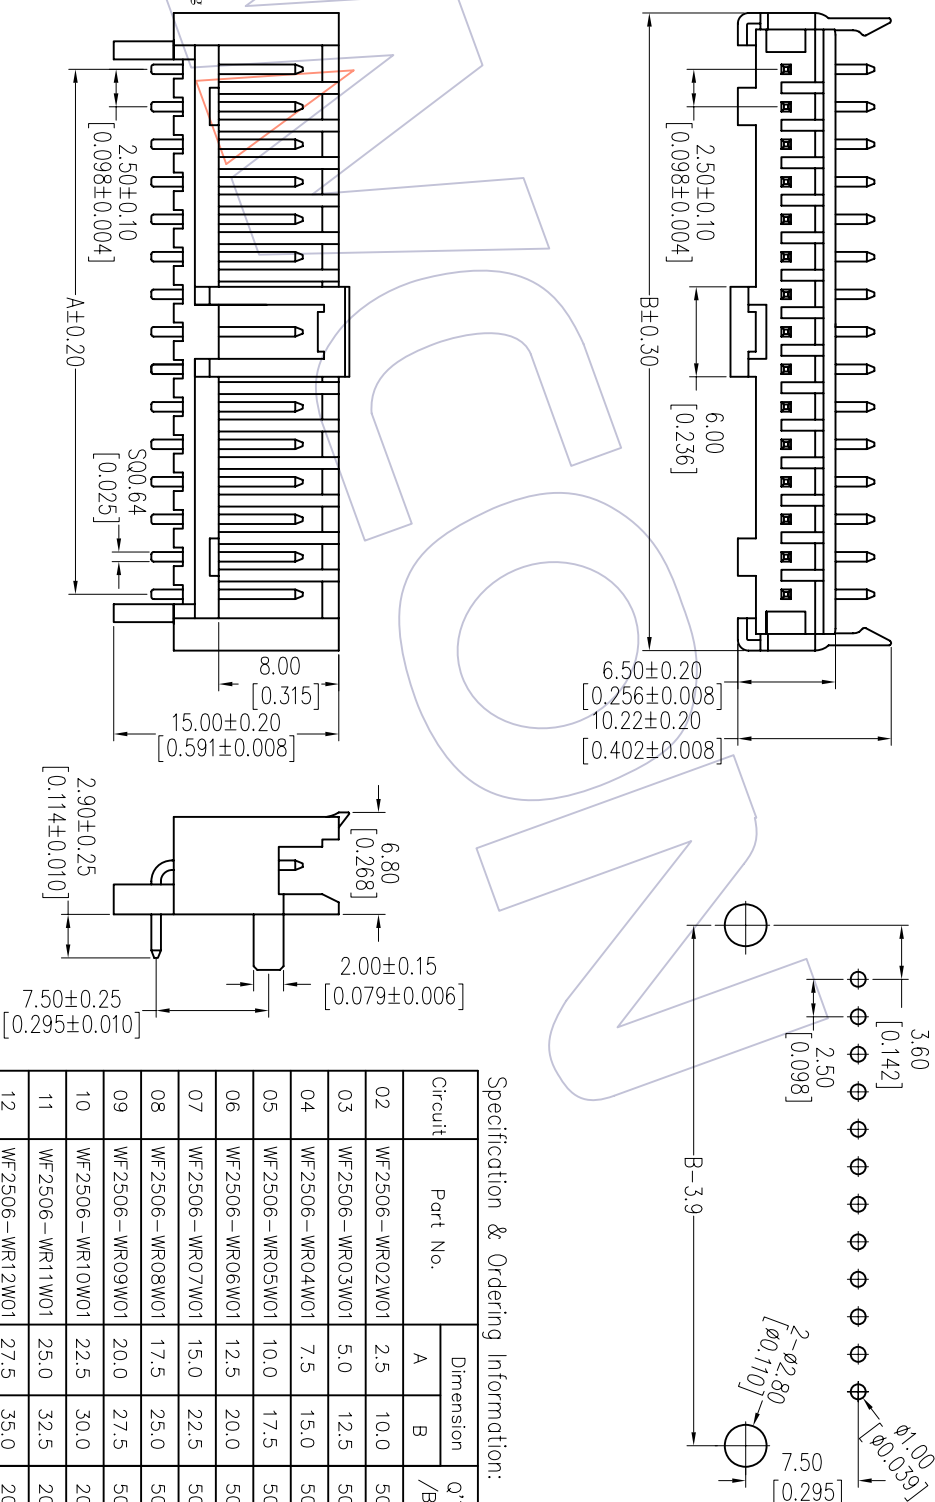 2.50±0.10
[0.098±0.004]
B±0.30
6.00
[0.236]
6.50±0.20
[0.256±0.008]
10.22±0.20
[0.402±0.008]
2.50±0.10
[0.098±0.004]
A±0.20
SQ0.64
[0.025]
8.00
[0.315]
15.00±0.20
[0.591±0.008]
6.80
[0.268]
2.90±0.25
[0.114±0.010]
2.00±0.15
[0.079±0.006]
7.50±0.25
[0.295±0.010]
3.60
[0.142]
2.50
[0.098]
B-3.9
2-ø2.80
[ø0.110]
ø1.00
[ø0.039]
7.50
[0.295]
WCON
Specification & Ordering Information:
Circuit Part No. Dimension
A B
02 WF2506-WR02W01 2.5 10.0
03 WF2506-WR03W01 5.0 12.5
04 WF2506-WR04W01 7.5 15.0
05 WF2506-WR05W01 10.0 17.5
06 WF2506-WR06W01 12.5 20.0
07 WF2506-WR07W01 15.0 22.5
08 WF2506-WR08W01 17.5 25.0
09 WF2506-WR09W01 20.0 27.5
10 WF2506-WR10W01 22.5 30.0
11 WF2506-WR11W01 25.0 32.5
12 WF2506-WR12W01 27.5 35.0